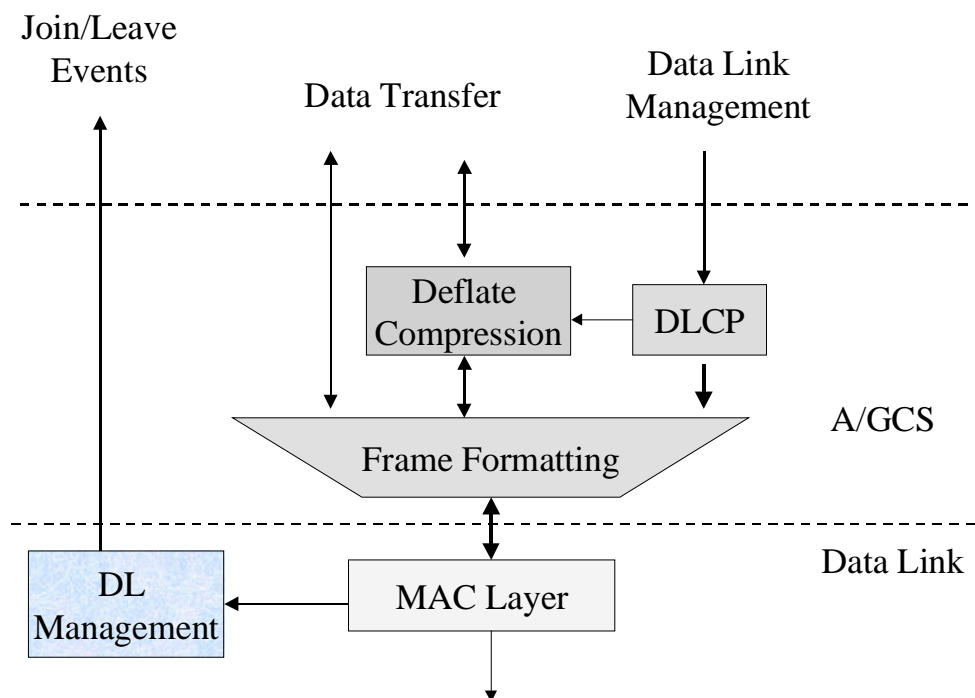 Join/Leave
Events
Data Transfer
Data Link
Management
Deflate
Compression
DLCP
A/GCS
Frame Formatting
Data Link
DL
Management
MAC Layer